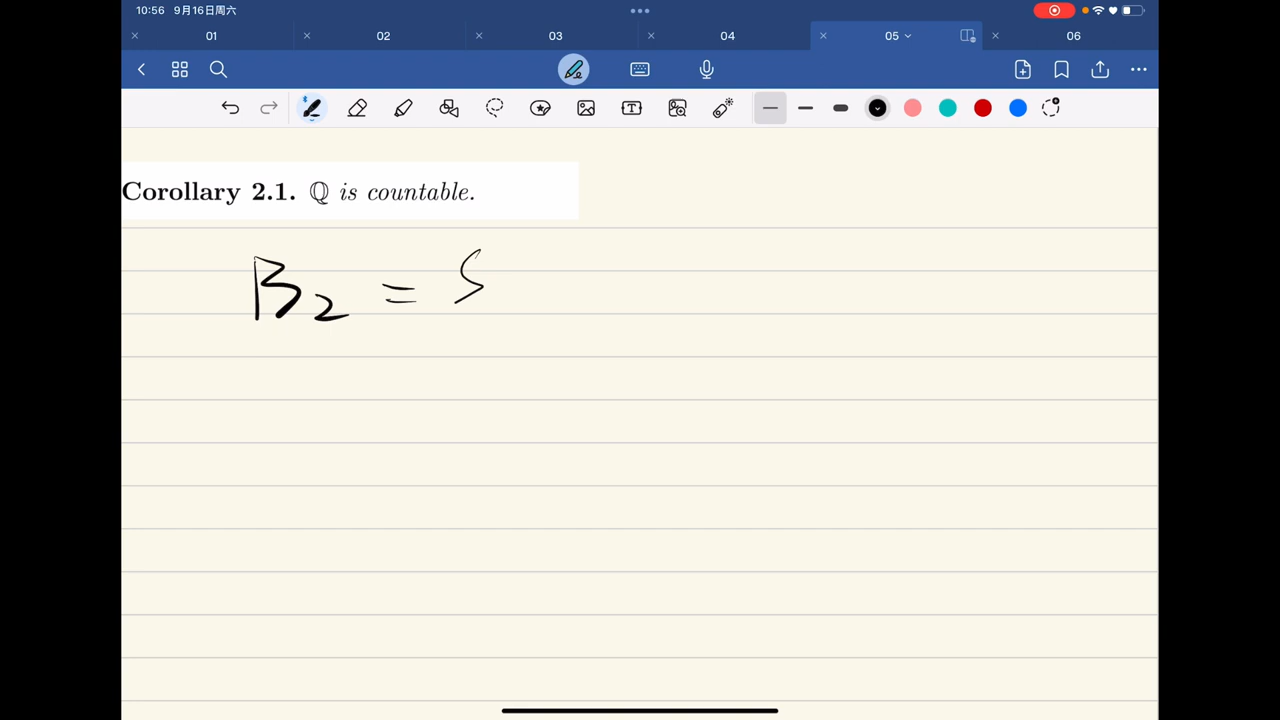 10:56 9月16日周六
01 02 03 04 05 06
Corollary 2.1. ℚ is countable.
B₂ =